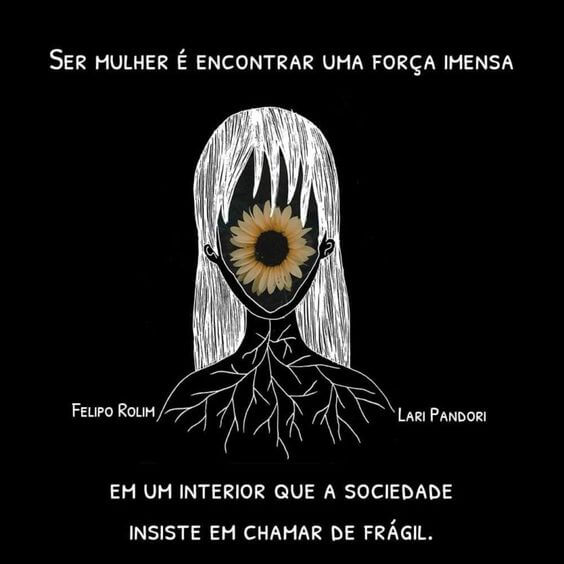 SER MULHER É ENCONTRAR UMA FORÇA IMENSA
FELIPO ROLIM
LARI PANDORI
EM UM INTERIOR QUE A SOCIEDADE
INSISTE EM CHAMAR DE FRÁGIL.